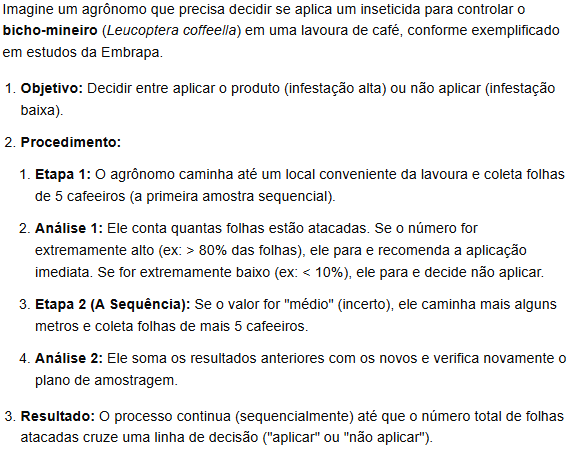 Imagine um agrônomo que precisa decidir se aplica um inseticida para controlar o
bicho-mineiro (Leucoptera coffeella) em uma lavoura de café, conforme exemplificado
em estudos da Embrapa.
1. Objetivo: Decidir entre aplicar o produto (infestação alta) ou não aplicar (infestação
baixa).
2. Procedimento:
1. Etapa 1: O agrônomo caminha até um local conveniente da lavoura e coleta folhas
de 5 cafeeiros (a primeira amostra sequencial).
2. Análise 1: Ele conta quantas folhas estão atacadas. Se o número for
extremamente alto (ex: > 80% das folhas), ele para e recomenda a aplicação
imediata. Se for extremamente baixo (ex: < 10%), ele para e decide não aplicar.
3. Etapa 2 (A Sequência): Se o valor for "médio" (incerto), ele caminha mais alguns
metros e coleta folhas de mais 5 cafeeiros.
4. Análise 2: Ele soma os resultados anteriores com os novos e verifica novamente o
plano de amostragem.
3. Resultado: O processo continua (sequencialmente) até que o número total de folhas
atacadas cruze uma linha de decisão ("aplicar" ou "não aplicar").